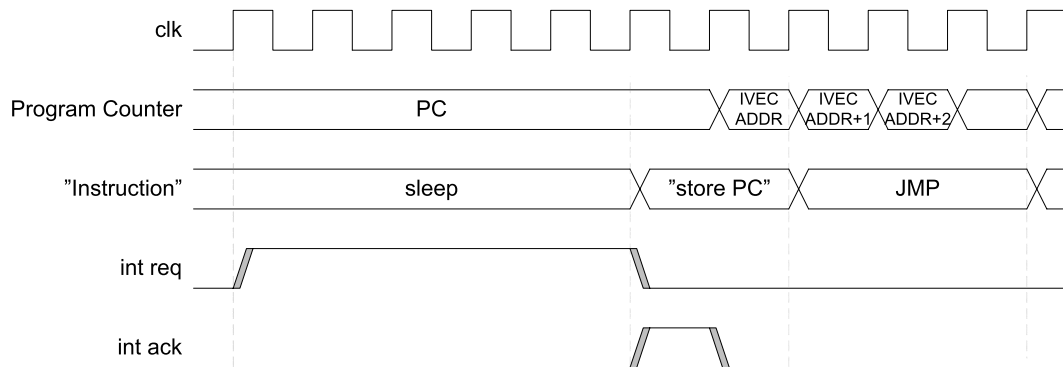 clk
Program Counter
PC
IVEC
ADDR
IVEC
ADDR+1
IVEC
ADDR+2
”Instruction”
sleep
”store PC”
JMP
int req
int ack